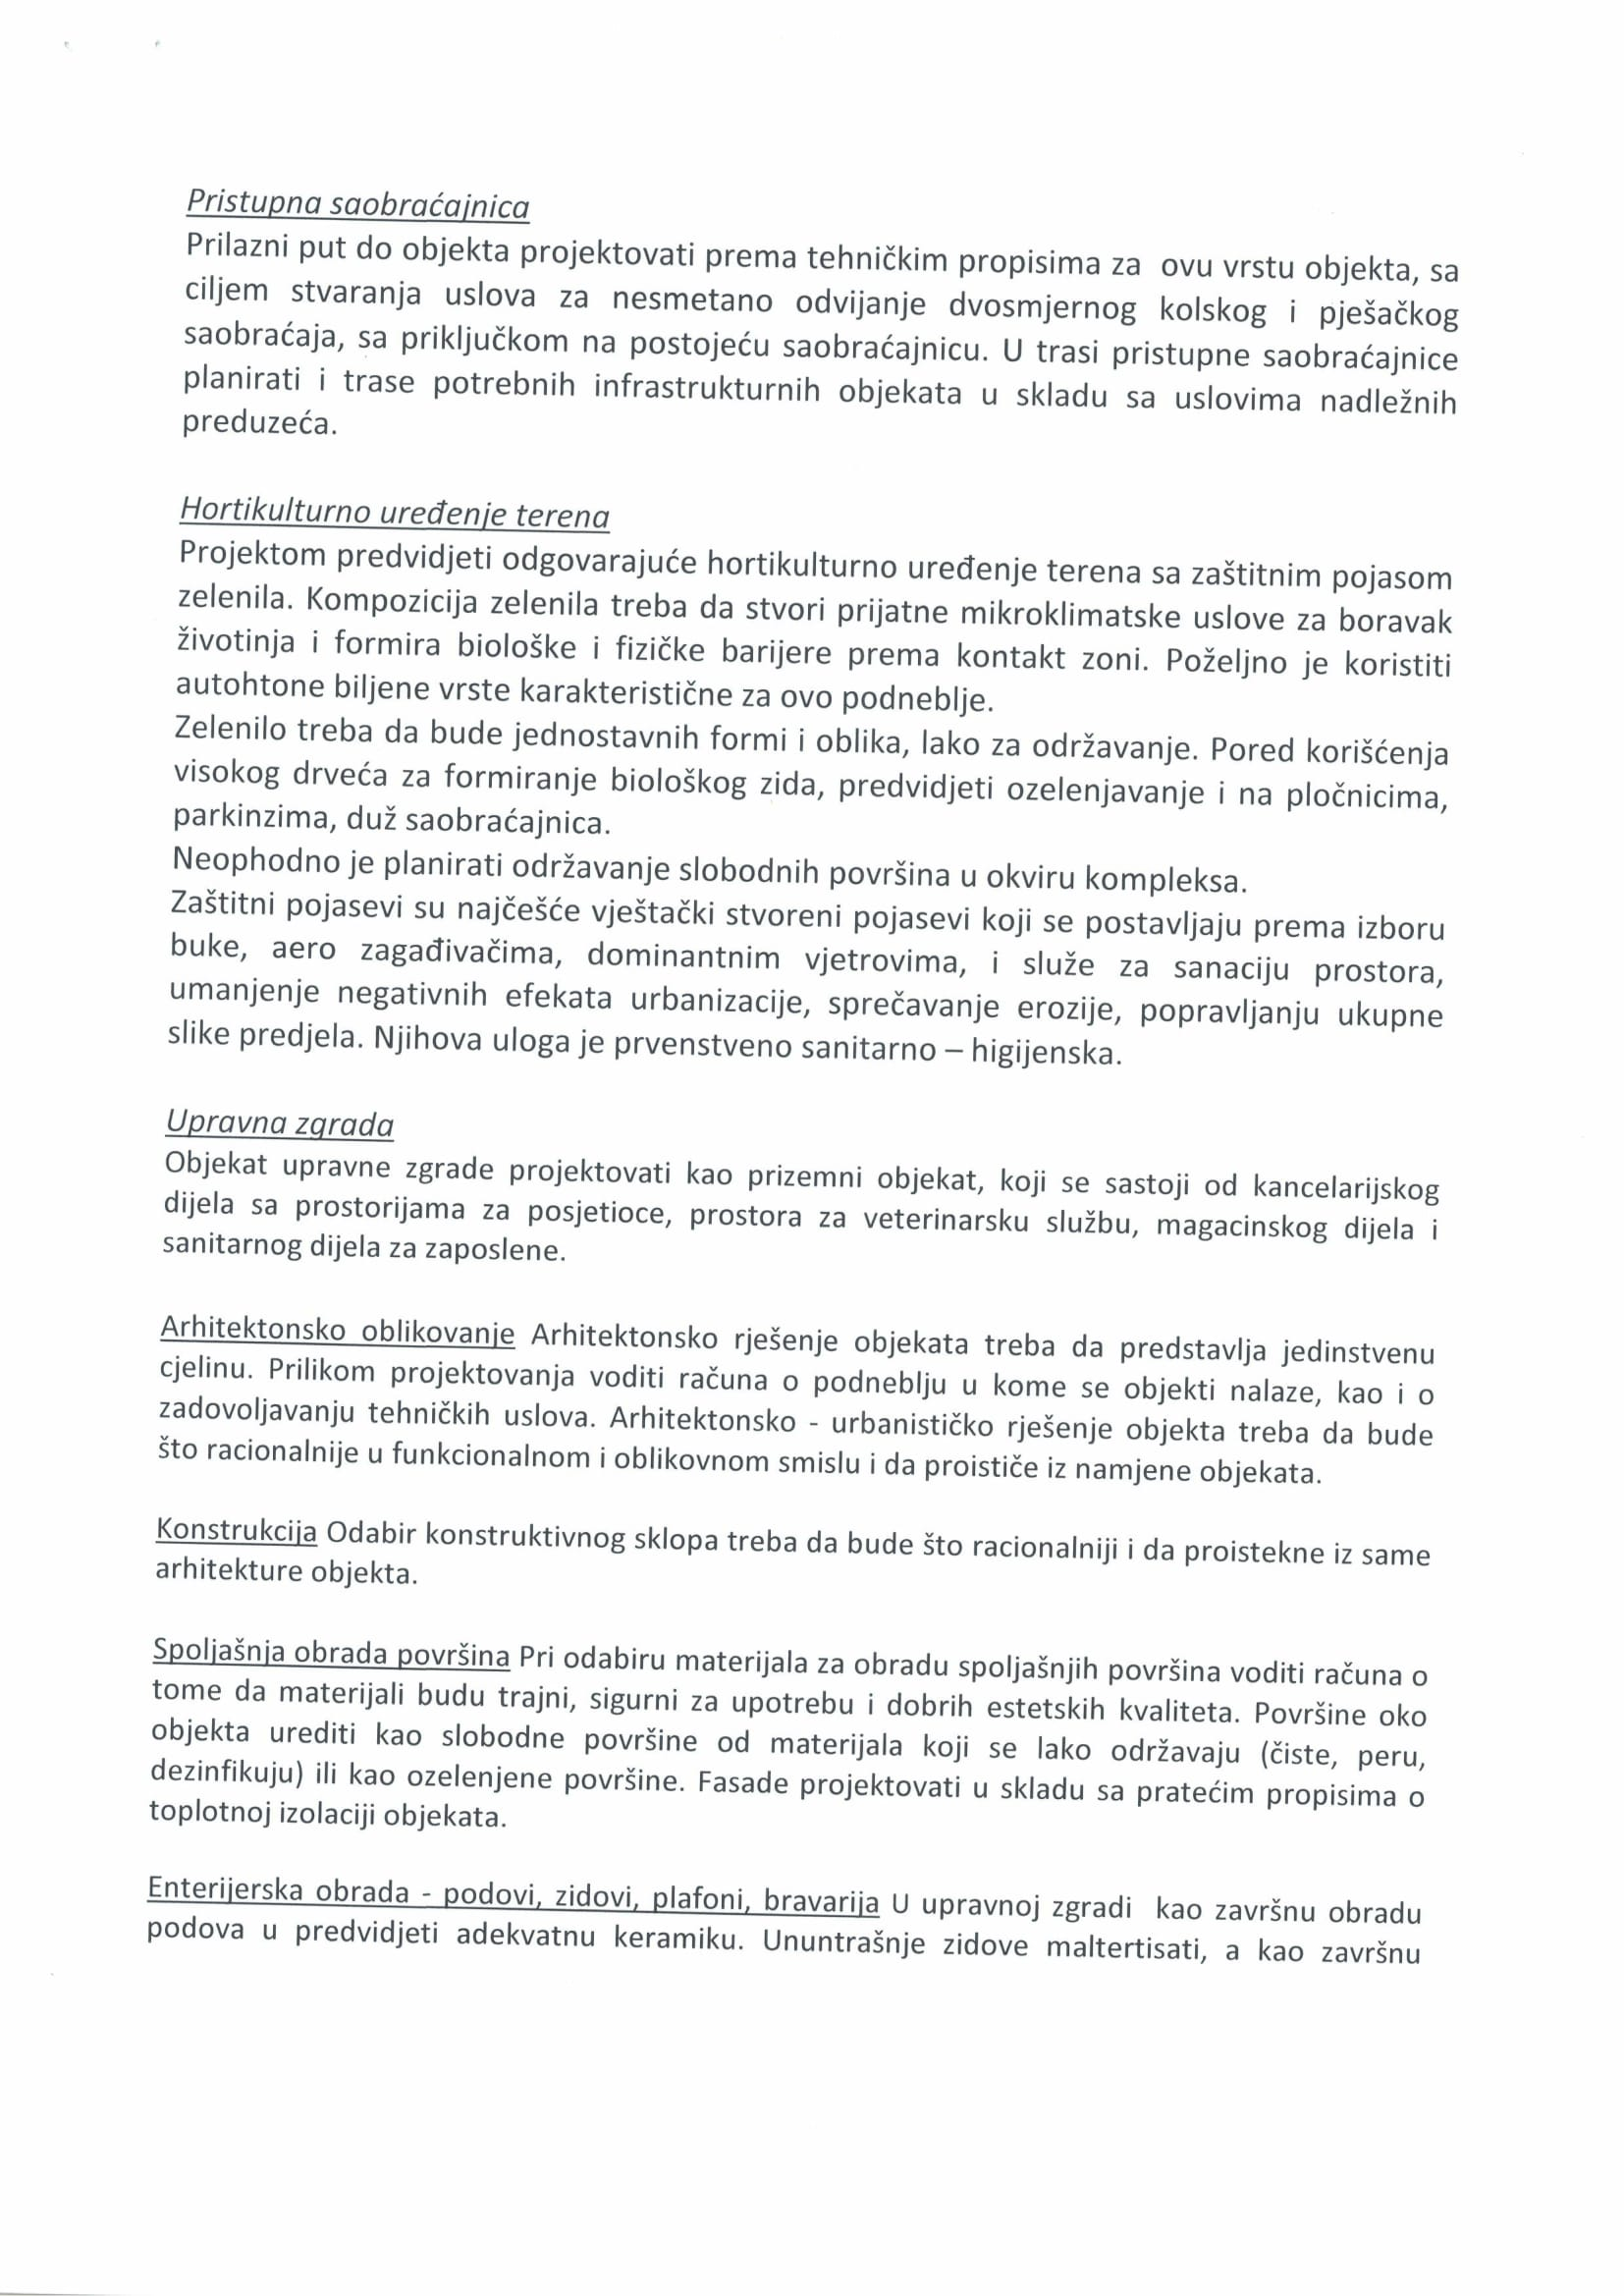 Pristupna saobraćajnica
Prilazni put do objekta projektovati prema tehničkim propisima za ovu vrstu objekta, sa
ciljem stvaranja uslova za nesmetano odvijanje dvosmjernog kolskog i pješačkog
saobraćaja, sa priključkom na postojeću saobraćajnicu. U trasi pristupne saobraćajnice
planirati i trase potrebnih infrastrukturnih objekata u skladu sa uslovima nadležnih
preduzeća.
Hortikulturno uređenje terena
Projektom predvidjeti odgovarajuće hortikulturno uređenje terena sa zaštitnim pojasom
zelenila. Kompozicija zelenila treba da stvori prijatne mikroklimatske uslove za boravak
životinja i formira biološke i fizičke barijere prema kontakt zoni. Poželjno je koristiti
autohtone biljene vrste karakteristične za ovo podneblje.
Zelenilo treba da bude jednostavnih formi i oblika, lako za održavanje. Pored korišćenja
visokog drveća za formiranje biološkog zida, predvidjeti ozelenjavanje i na pločnicima,
parkinzima, duž saobraćajnica.
Neophodno je planirati održavanje slobodnih površina u okviru kompleksa.
Zaštitni pojasevi su najčešće vještački stvoreni pojasevi koji se postavljaju prema izboru
buke, aero zagađivačima, dominantnim vjetrovima, i služe za sanaciju prostora,
umanjenje negativnih efekata urbanizacije, sprečavanje erozije, popravljanju ukupne
slike predjela. Njihova uloga je prvenstveno sanitarno – higijenska.
Upravna zgrada
Objekat upravne zgrade projektovati kao prizemni objekat, koji se sastoji od kancelarijskog
dijela sa prostorijama za posjetioce, prostora za veterinarsku službu, magacinskog dijela i
sanitarnog dijela za zaposlene.
Arhitektonsko oblikovanje Arhitektonsko rješenje objekata treba da predstavlja jedinstvenu
cjelinu. Prilikom projektovanja voditi računa o podneblju u kome se objekti nalaze, kao i o
zadovoljavanju tehničkih uslova. Arhitektonsko - urbanističko rješenje objekta treba da bude
što racionalnije u funkcionalnom i oblikovnom smislu i da proističe iz namjene objekata.
Konstrukcija Odabir konstruktivnog sklopa treba da bude što racionalniji i da proistekne iz same
arhitekture objekta.
Spoljašnja obrada površina Pri odabiru materijala za obradu spoljašnjih površina voditi računa o
tome da materijali budu trajni, sigurni za upotrebu i dobrih estetskih kvaliteta. Površine oko
objekta urediti kao slobodne površine od materijala koji se lako održavaju (čiste, peru,
dezinfikuju) ili kao ozelenjene površine. Fasade projektovati u skladu sa pratećim propisima o
toplotnoj izolaciji objekata.
Enterijerska obrada - podovi, zidovi, plafoni, bravarija U upravnoj zgradi kao završnu obradu
podova u predvidjeti adekvatnu keramiku. Ununtrašnje zidove maltertisati, a kao završnu